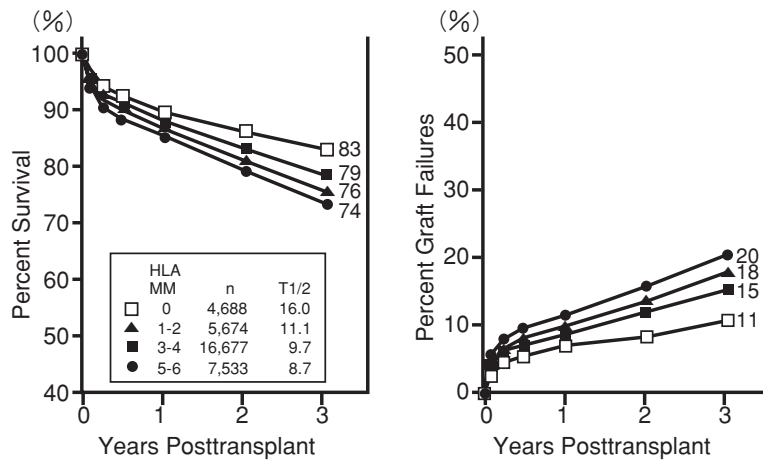 (%)
100
90
80
70
60
50
40
Percent Survival
83
79
76
74
HLA
MM n T1/2
0 4,688 16.0
1-2 5,674 11.1
3-4 16,677 9.7
5-6 7,533 8.7
0 1 2 3
Years Posttransplant
(%)
50
40
30
20
10
0
Percent Graft Failures
20
18
15
11
0 1 2 3
Years Posttransplant